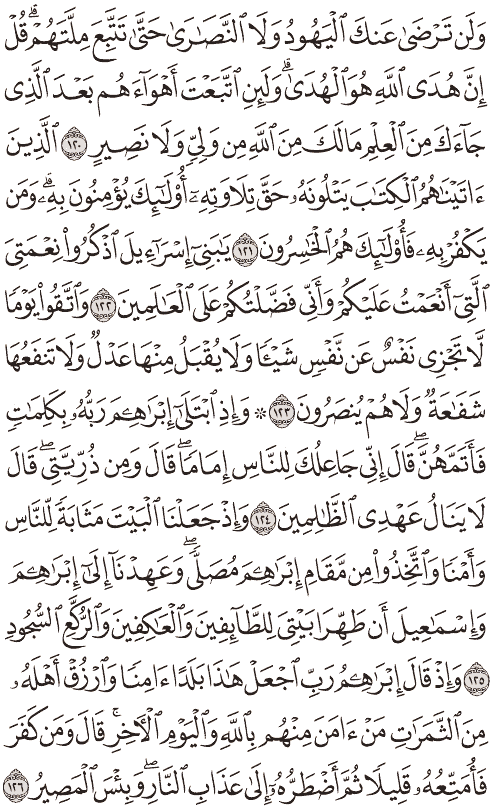 وَلَن تَرْضَىٰ عَنكَ ٱلْيَهُودُ وَلَا ٱلنَّصَٰرَىٰ حَتَّىٰ تَتَّبِعَ مِلَّتَهُمْۗ قُلْ
إِنَّ هُدَى ٱللَّهِ هُوَ ٱلْهُدَىٰۗ وَلَئِنِ ٱتَّبَعْتَ أَهْوَآءَهُم بَعْدَ ٱلَّذِى
جَآءَكَ مِنَ ٱلْعِلْمِ مَا لَكَ مِنَ ٱللَّهِ مِن وَلِىٍّ وَلَا نَصِيرٍ ١٢٠ ٱلَّذِينَ
ءَاتَيْنَٰهُمُ ٱلْكِتَٰبَ يَتْلُونَهُۥ حَقَّ تِلَاوَتِهِۦٓ أُو۟لَٰٓئِكَ يُؤْمِنُونَ بِهِۦۗ وَمَن
يَكْفُرْ بِهِۦ فَأُو۟لَٰٓئِكَ هُمُ ٱلْخَٰسِرُونَ ١٢١ يَٰبَنِىٓ إِسْرَٰٓءِيلَ ٱذْكُرُوا۟ نِعْمَتِىَ
ٱلَّتِىٓ أَنْعَمْتُ عَلَيْكُمْ وَأَنِّى فَضَّلْتُكُمْ عَلَى ٱلْعَٰلَمِينَ ١٢٢ وَٱتَّقُوا۟ يَوْمًا
لَّا تَجْزِى نَفْسٌ عَن نَّفْسٍ شَيْـًٔا وَلَا يُقْبَلُ مِنْهَا عَدْلٌ وَلَا تَنفَعُهَا
شَفَٰعَةٌ وَلَا هُمْ يُنصَرُونَ ١٢٣ ۞ وَإِذِ ٱبْتَلَىٰٓ إِبْرَٰهِـۧمَ رَبُّهُۥ بِكَلِمَٰتٍ
فَأَتَمَّهُنَّۖ قَالَ إِنِّى جَاعِلُكَ لِلنَّاسِ إِمَامًاۖ قَالَ وَمِن ذُرِّيَّتِىۖ قَالَ
لَا يَنَالُ عَهْدِى ٱلظَّٰلِمِينَ ١٢٤ وَإِذْ جَعَلْنَا ٱلْبَيْتَ مَثَابَةً لِّلنَّاسِ
وَأَمْنًا وَٱتَّخِذُوا۟ مِن مَّقَامِ إِبْرَٰهِـۧمَ مُصَلًّىۖ وَعَهِدْنَآ إِلَىٰٓ إِبْرَٰهِـۧمَ
وَإِسْمَٰعِيلَ أَن طَهِّرَا بَيْتِىَ لِلطَّآئِفِينَ وَٱلْعَٰكِفِينَ وَٱلرُّكَّعِ ٱلسُّجُودِ
١٢٥ وَإِذْ قَالَ إِبْرَٰهِـۧمُ رَبِّ ٱجْعَلْ هَٰذَا بَلَدًا ءَامِنًا وَٱرْزُقْ أَهْلَهُۥ
مِنَ ٱلثَّمَرَٰتِ مَنْ ءَامَنَ مِنْهُم بِٱللَّهِ وَٱلْيَوْمِ ٱلْـَٔاخِرِۚ قَالَ وَمَن كَفَرَ
فَأُمَتِّعُهُۥ قَلِيلًا ثُمَّ أَضْطَرُّهُۥٓ إِلَىٰ عَذَابِ ٱلنَّارِۖ وَبِئْسَ ٱلْمَصِيرُ ١٢٦